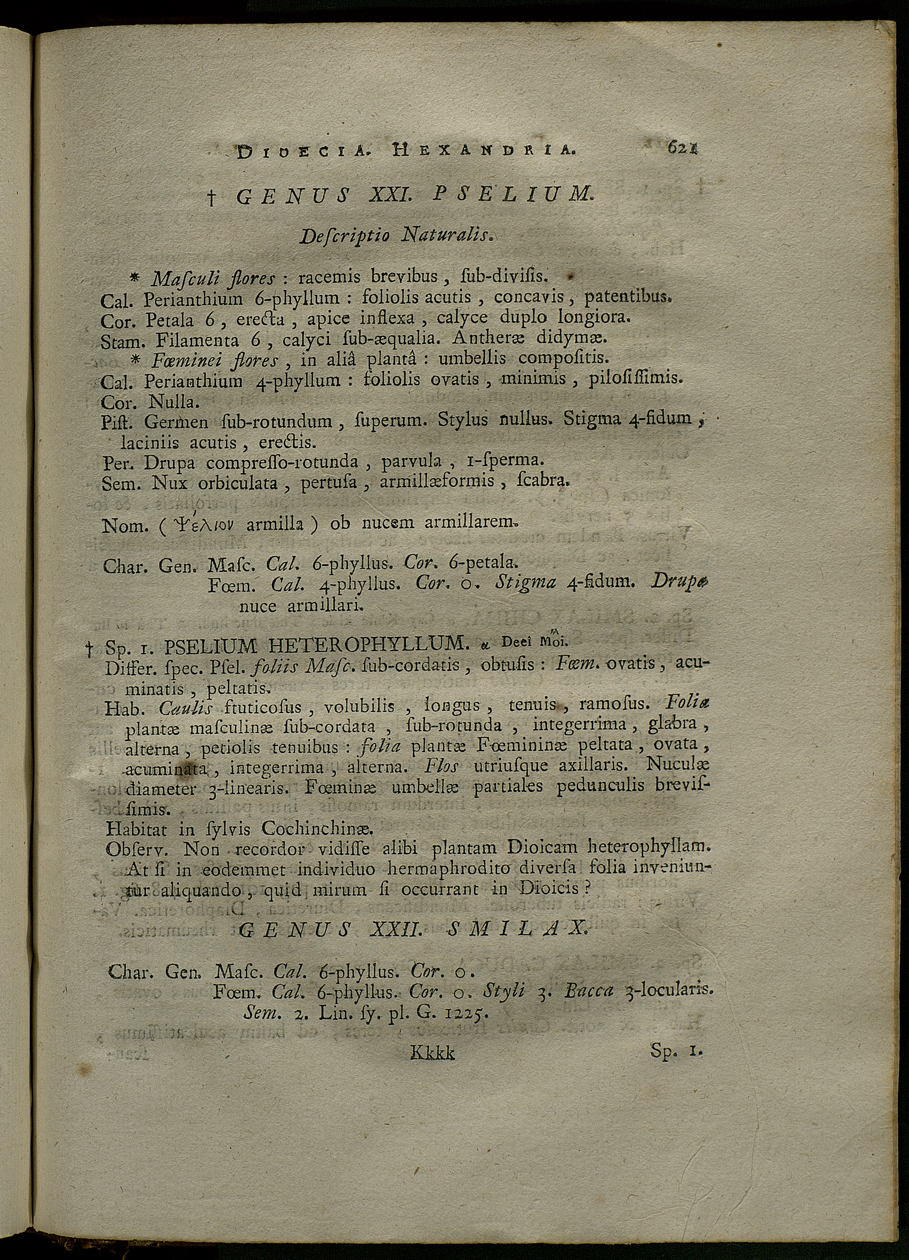 DIOECIA. HEXANDRIA. 621
† GENUS XXI. PSELIUM.
Deſcriptio Naturalis.
* Maſculi flores : racemis brevibus , ſub-diviſis.
Cal. Perianthium 6-phyllum : foliolis acutis , concavis , patentibus.
Cor. Petala 6 , erecta , apice inflexa , calyce duplo longiora.
Stam. Filamenta 6 , calyci ſub-æqualia. Antheræ didymæ.
* Fœminei flores , in aliâ plantâ : umbellis compoſitis.
Cal. Perianthium 4-phyllum : foliolis ovatis , minimis , piloſiſſimis.
Cor. Nulla.
Piſt. Germen ſub-rotundum , ſuperum. Stylus nullus. Stigma 4-fidum ,
laciniis acutis , erectis.
Per. Drupa compreſſo-rotunda , parvula , 1-ſperma.
Sem. Nux orbiculata , pertuſa , armillæformis , ſcabra.
Nom. ( Ψέλιον armilla ) ob nucem armillarem.
Char. Gen. Maſc. Cal. 6-phyllus. Cor. 6-petala.
Fœm. Cal. 4-phyllus. Cor. 0. Stigma 4-fidum. Drupa
nuce armillari.
† Sp. 1. PSELIUM HETEROPHYLLUM. α Deei Môi.
Differ. ſpec. Pſel. foliis Maſc. ſub-cordatis , obtuſis : Fœm. ovatis , acu-
minatis , peltatis.
Hab. Caulis fruticoſus , volubilis , longus , tenuis , ramoſus. Folia
plantæ maſculinæ ſub-cordata , ſub-rotunda , integerrima , glabra ,
alterna , petiolis tenuibus : folia plantæ Fœmininæ peltata , ovata ,
acuminata , integerrima , alterna. Flos utriuſque axillaris. Nuculæ
diameter 3-linearis. Fœminæ umbellæ partiales pedunculis breviſ-
ſimis.
Habitat in ſylvis Cochinchinæ.
Obſerv. Non recordor vidiſſe alibi plantam Dioicam heterophyllam.
At ſi in eodemmet individuo hermaphrodito diverſa folia inveniun-
tur aliquando , quid mirum ſi occurrant in Dioicis ?
GENUS XXII. SMILAX.
Char. Gen. Maſc. Cal. 6-phyllus. Cor. 0.
Fœm. Cal. 6-phyllus. Cor. 0. Styli 3. Bacca 3-locularis.
Sem. 2. Lin. ſy. pl. G. 1225.
Kkkk Sp. 1.